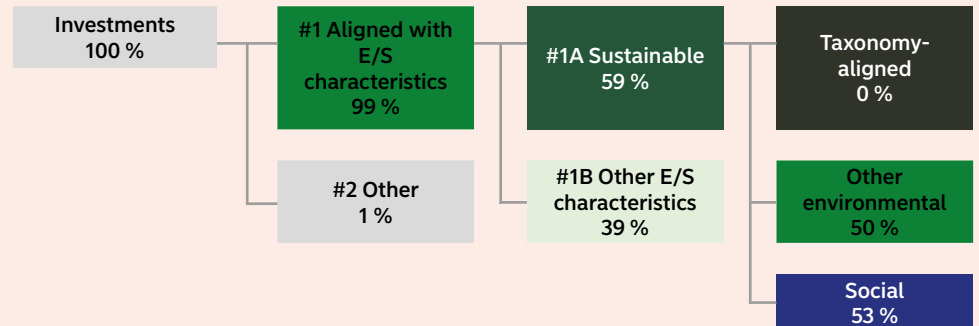 Investments
100 %
#1 Aligned with
E/S
characteristics
99 %
#1A Sustainable
59 %
Taxonomy-
aligned
0 %
#2 Other
1 %
#1B Other E/S
characteristics
39 %
Other
environmental
50 %
Social
53 %